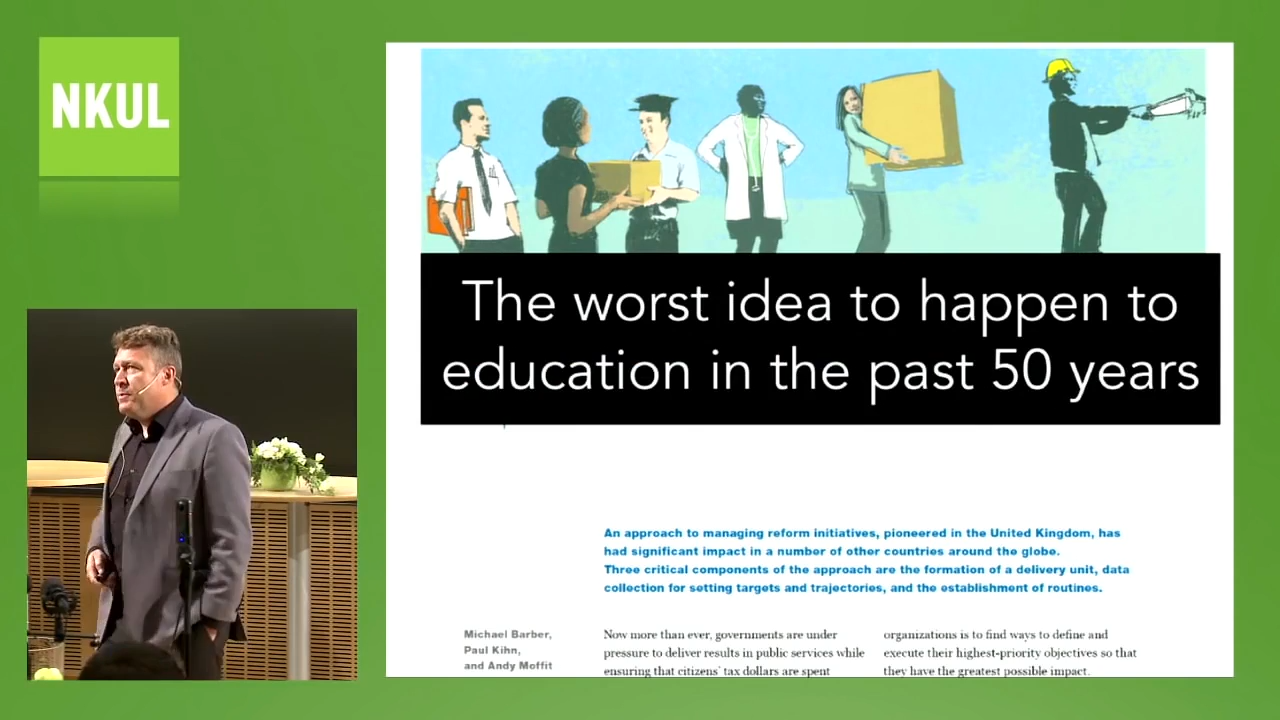 NKUL
The worst idea to happen to
education in the past 50 years
An approach to managing reform initiatives, pioneered in the United Kingdom, has
had significant impact in a number of other countries around the globe.
Three critical components of the approach are the formation of a delivery unit, data
collection for setting targets and trajectories, and the establishment of routines.
Michael Barber,
Paul Kihn,
and Andy Moffit
Now more than ever, governments are under
pressure to deliver results in public services while
ensuring that citizens' tax dollars are spent
organizations is to find ways to define and
execute their highest-priority objectives so that
they have the greatest possible impact.